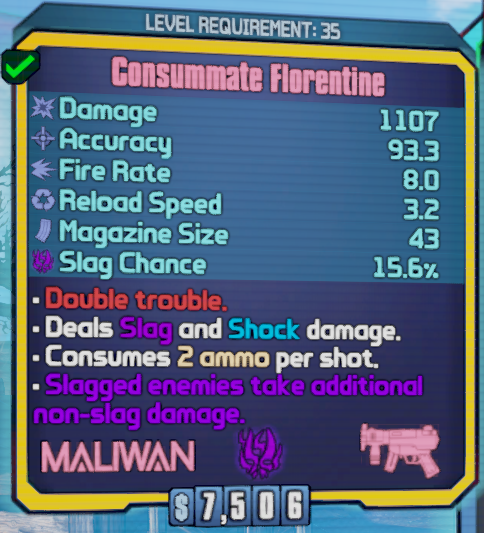 LEVEL REQUIREMENT: 35
Consummate Florentine
Damage 1107
Accuracy 93.3
Fire Rate 8.0
Reload Speed 3.2
Magazine Size 43
Slag Chance 15.6%
• Double trouble.
• Deals Slag and Shock damage.
• Consumes 2 ammo per shot.
• Slagged enemies take additional
non-slag damage.
MALIWAN
$ 7,506